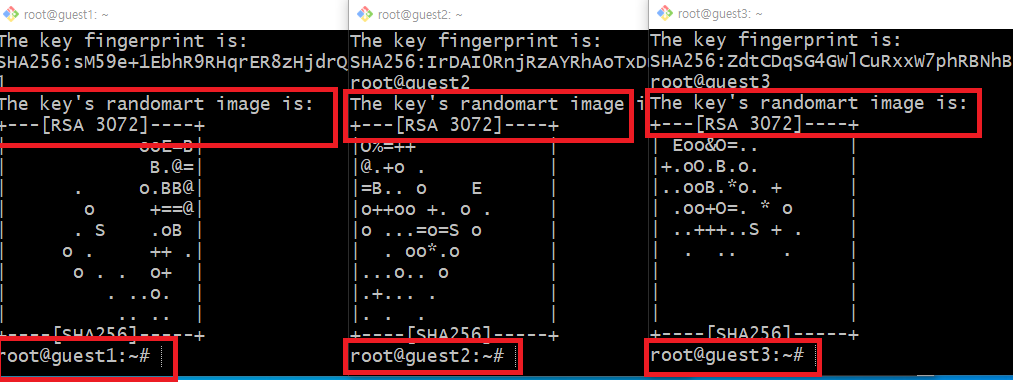 root@guest1: ~
The key fingerprint is:
SHA256:sM59e+1EbhR9RHqrER8zHjdrQ
1
The key's randomart image is:
+---[RSA 3072]----+
|         ooE=B|
|          B.@=|
|     .   o.BB@|
|      o   +==@|
|     . S  .oB |
|    o .   ++ .|
|     o . . o+ |
|       . ..o. |
|        .. .. |
+----[SHA256]-----+
root@guest1:~#
root@guest2: ~
The key fingerprint is:
SHA256:IrDAI0RnjRzAYRhAoTxD
root@guest2
The key's randomart image i
+---[RSA 3072]----+
|O%=++            |
|@.+o .           |
|=B.. o    E      |
|o++oo +. o .     |
|o ...=o=S o      |
|  . oo*.o        |
|...o.. o         |
|.+... .          |
|. . .            |
+----[SHA256]-----+
root@guest2:~#
root@guest3: ~
The key fingerprint is:
SHA256:ZdtCDqSG4GWlCuRxxW7phRBNhB
root@guest3
The key's randomart image is:
+---[RSA 3072]----+
|  Eoo&O=..       |
|+.oO.B.o.        |
|..ooB.*o. +      |
| .oo+O=. * o     |
| ..+++..S + .    |
|  .  ..    .     |
|                 |
|                 |
|                 |
+----[SHA256]-----+
root@guest3:~#